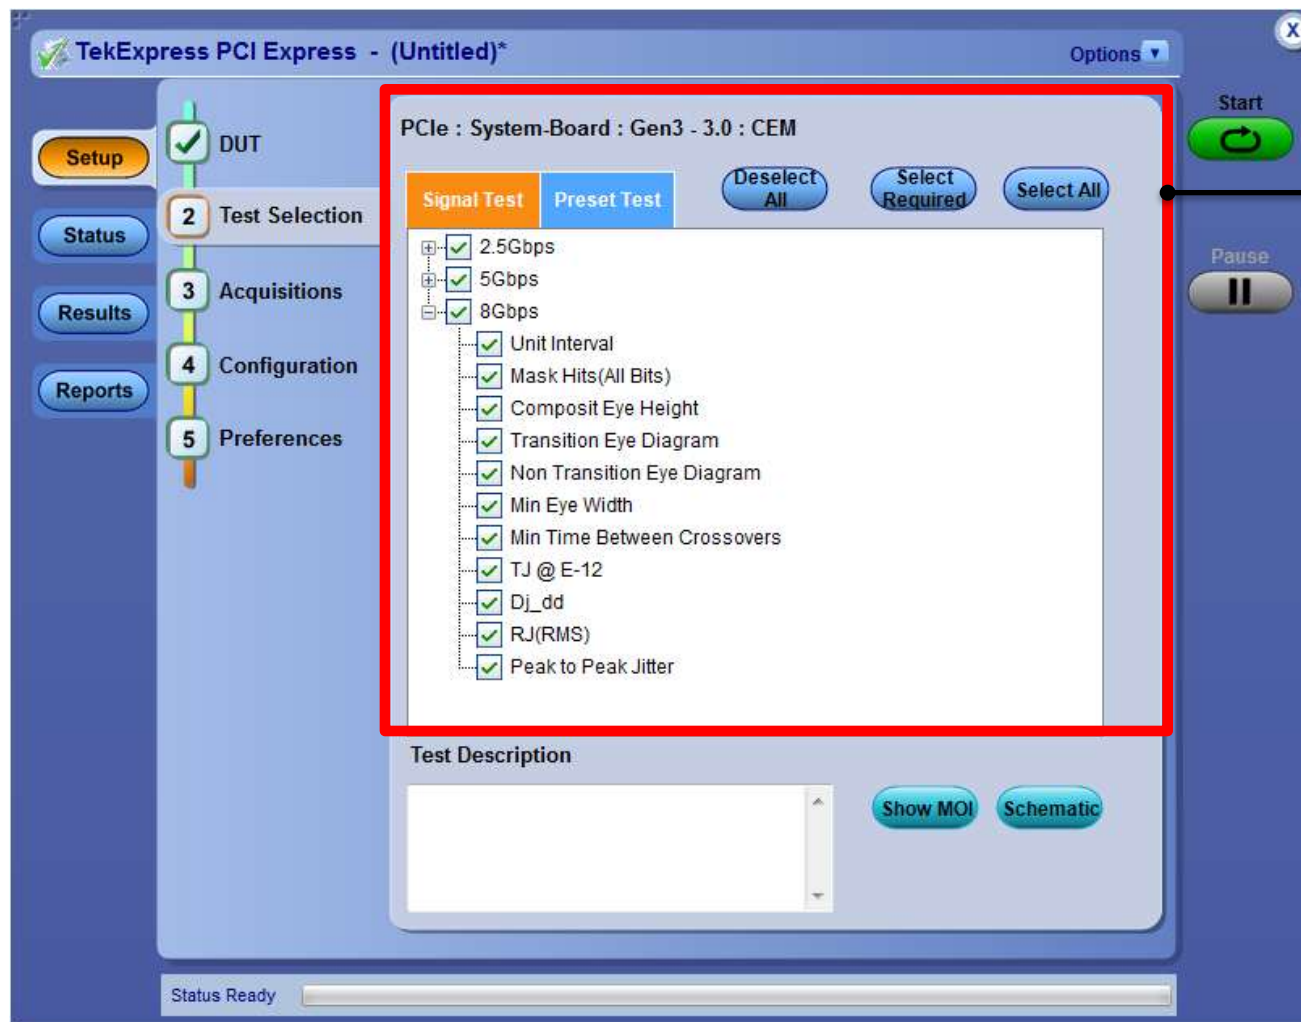 TekExpress PCI Express - (Untitled)*
Options
X
Start
Pause
Setup
Status
Results
Reports
DUT
2 Test Selection
3 Acquisitions
4 Configuration
5 Preferences
PCIe : System-Board : Gen3 - 3.0 : CEM
Signal Test
Preset Test
Deselect
All
Select
Required
Select All
2.5Gbps
5Gbps
8Gbps
Unit Interval
Mask Hits(All Bits)
Composit Eye Height
Transition Eye Diagram
Non Transition Eye Diagram
Min Eye Width
Min Time Between Crossovers
TJ @ E-12
Dj_dd
RJ(RMS)
Peak to Peak Jitter
Test Description
Show MOI
Schematic
Status Ready